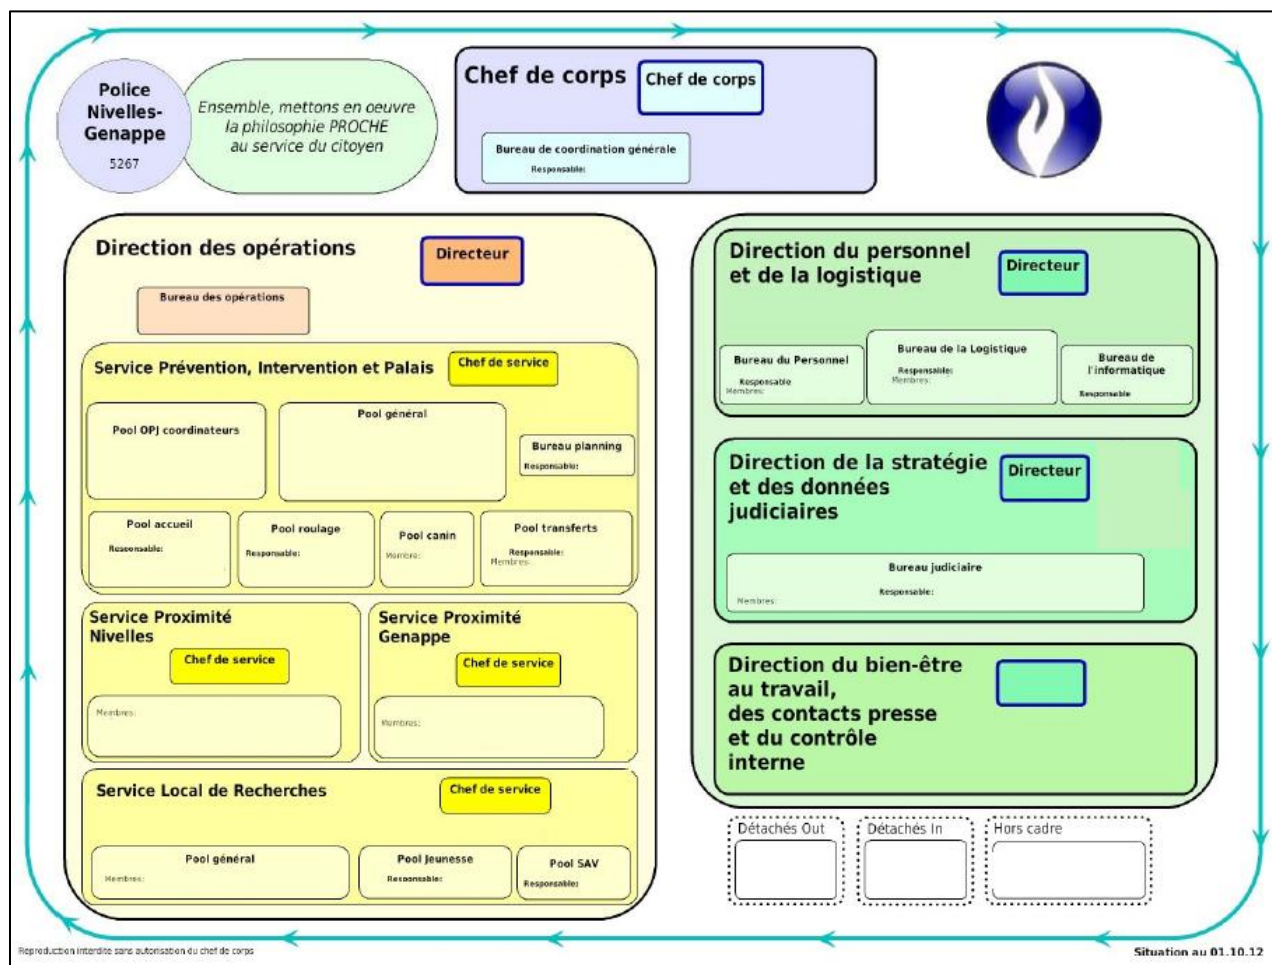 Police
Nivelles-
Genappe
5267
Ensemble, mettons en oeuvre
la philosophie PROCHE
au service du citoyen
Chef de corps
Chef de corps
Bureau de coordination générale
Responsable:
Direction des opérations
Directeur
Bureau des opérations
Service Prévention, Intervention et Palais
Chef de service
Pool OPJ coordinateurs
Pool général
Bureau planning
Responsable:
Pool accueil
Responsable:
Pool roulage
Responsable:
Pool canin
Membre:
Pool transferts
Responsable:
Membres:
Service Proximité
Nivelles
Chef de service
Membres:
Service Proximité
Genappe
Chef de service
Membres:
Service Local de Recherches
Chef de service
Pool général
Membres:
Pool Jeunesse
Responsable:
Pool SAV
Responsable:
Direction du personnel
et de la logistique
Directeur
Bureau du Personnel
Responsable
Membres:
Bureau de la Logistique
Responsable:
Membres:
Bureau de
l'informatique
Responsable
Direction de la stratégie
et des données
judiciaires
Directeur
Bureau judiciaire
Responsable:
Membres:
Direction du bien-être
au travail,
des contacts presse
et du contrôle
interne
Détachés Out
Détachés In
Hors cadre
Reproduction interdite sans autorisation du chef de corps
Situation au 01.10.12